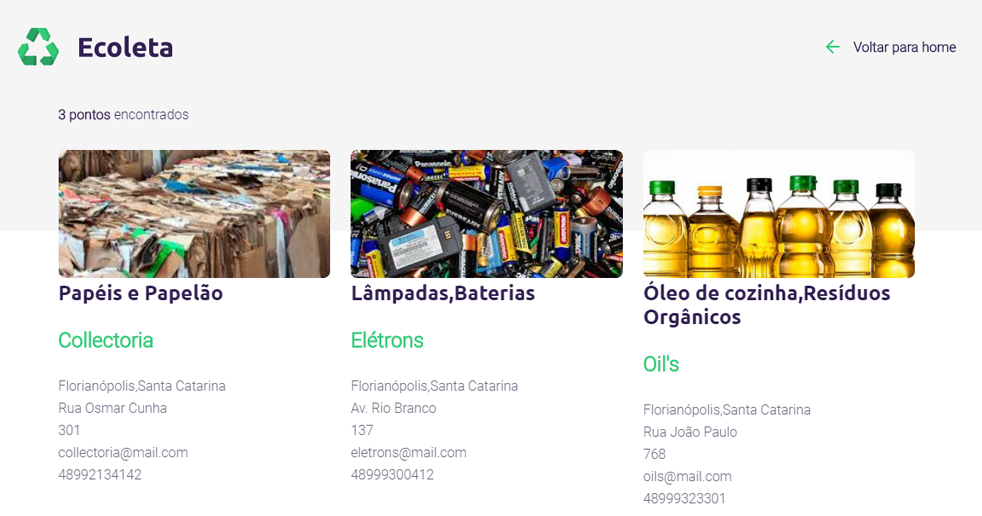 Ecoleta
Voltar para home
3 pontos encontrados
Panasonic
Papéis e Papelão
Collectoria
Florianópolis,Santa Catarina
Rua Osmar Cunha
301
collectoria@mail.com
48992134142
Lâmpadas,Baterias
Elétrons
Florianópolis,Santa Catarina
Av. Rio Branco
137
eletrons@mail.com
48999300412
Óleo de cozinha,Resíduos
Orgânicos
Oil's
Florianópolis,Santa Catarina
Rua João Paulo
768
oils@mail.com
48999323301